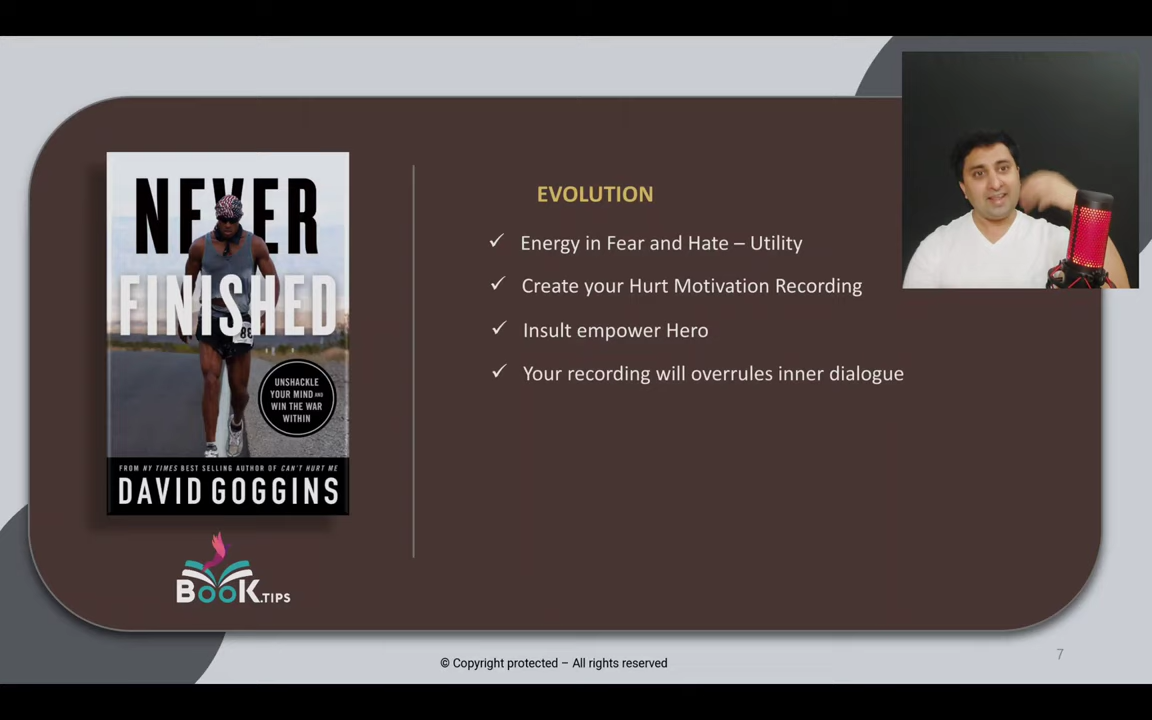 NEVER
FINISHED
UNSHACKLE
YOUR MIND AND
WIN THE WAR
WITHIN
FROM NY TIMES BEST SELLING AUTHOR OF CAN'T HURT ME
DAVID GOGGINS
BooK.TIPS
EVOLUTION
✓ Energy in Fear and Hate – Utility
✓ Create your Hurt Motivation Recording
✓ Insult empower Hero
✓ Your recording will overrules inner dialogue
© Copyright protected – All rights reserved
7